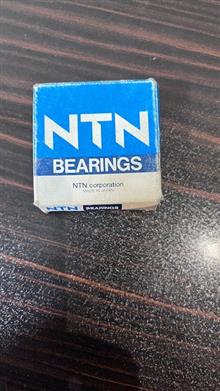 NTN
BEARINGS
NTN corporation
MADE IN JAPAN
NTN BEARINGS